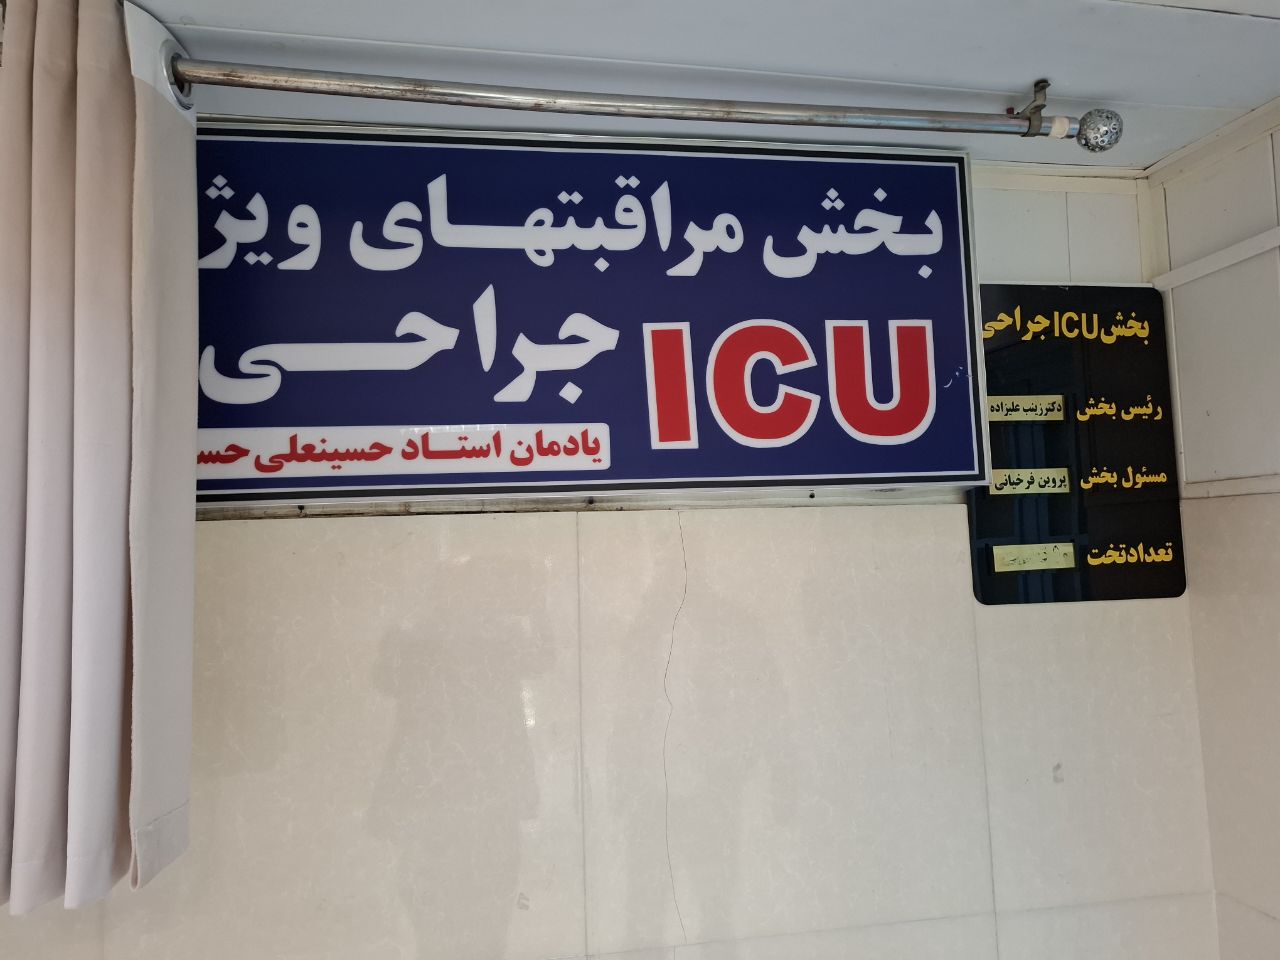 بخش مراقبتهای ویژ
ICU جراحی
یادمان استاد حسینعلی حس
بخش ICU جراحی
رئیس بخش دکتر زینب علیزاده
مسئول بخش پروین فرخیانی
تعداد تخت